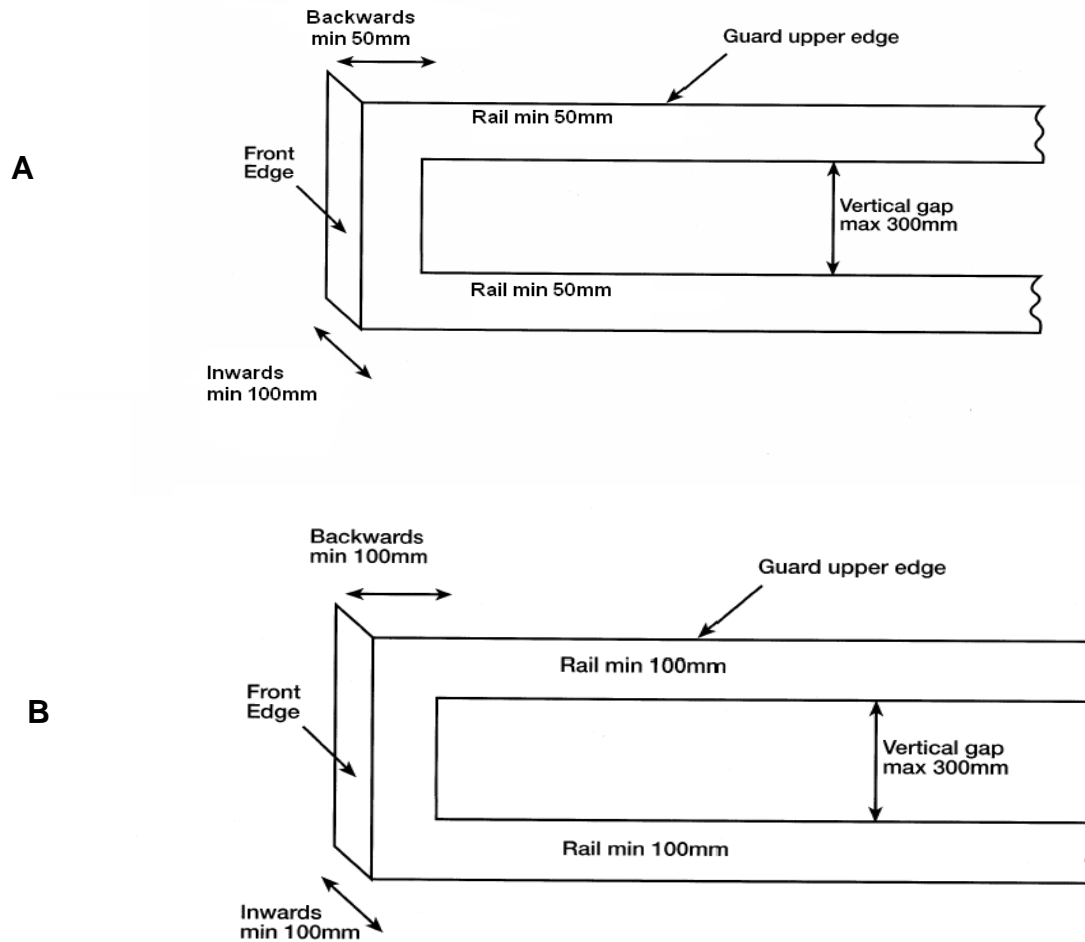 Backwards
min 50mm
Guard upper edge
Rail min 50mm
A
Front
Edge
Vertical gap
max 300mm
Rail min 50mm
Inwards
min 100mm
Backwards
min 100mm
Guard upper edge
Rail min 100mm
Front
Edge
B
Vertical gap
max 300mm
Rail min 100mm
Inwards
min 100mm